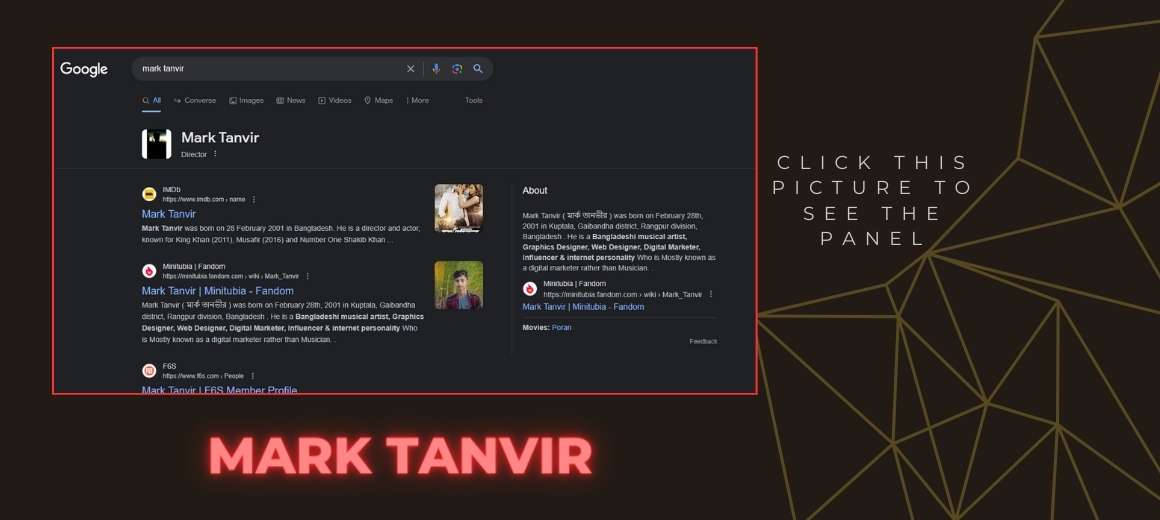 Google
mark tanvir
All
Converse
Images
News
Videos
Maps
More
Tools
Mark Tanvir
Director
IMDb
https://www.imdb.com › name
Mark Tanvir
Mark Tanvir was born on 28 February 2001 in Bangladesh. He is a director and actor,
known for King Khan (2011), Musafir (2016) and Number One Shakib Khan ...
Minitubia | Fandom
https://minitubia.fandom.com › wiki › Mark_Tanvir
Mark Tanvir | Minitubia - Fandom
Mark Tanvir ( মার্ক তানভীর ) was born on February 28th, 2001 in Kuptala, Gaibandha
district, Rangpur division, Bangladesh . He is a Bangladeshi musical artist, Graphics
Designer, Web Designer, Digital Marketer, Influencer & internet personality Who
is Mostly known as a digital marketer rather than Musician. .
F6S
https://www.f6s.com › People
Mark Tanvir | F6S Member Profile
About
Mark Tanvir ( মার্ক তানভীর ) was born on February 28th,
2001 in Kuptala, Gaibandha district, Rangpur division,
Bangladesh . He is a Bangladeshi musical artist,
Graphics Designer, Web Designer, Digital Marketer,
Influencer & internet personality Who is Mostly known as
a digital marketer rather than Musician. .
Minitubia | Fandom
https://minitubia.fandom.com › wiki › Mark_Tanvir
Mark Tanvir | Minitubia - Fandom
Movies: Poran
Feedback
CLICK THIS
PICTURE TO
SEE THE
PANEL
MARK TANVIR